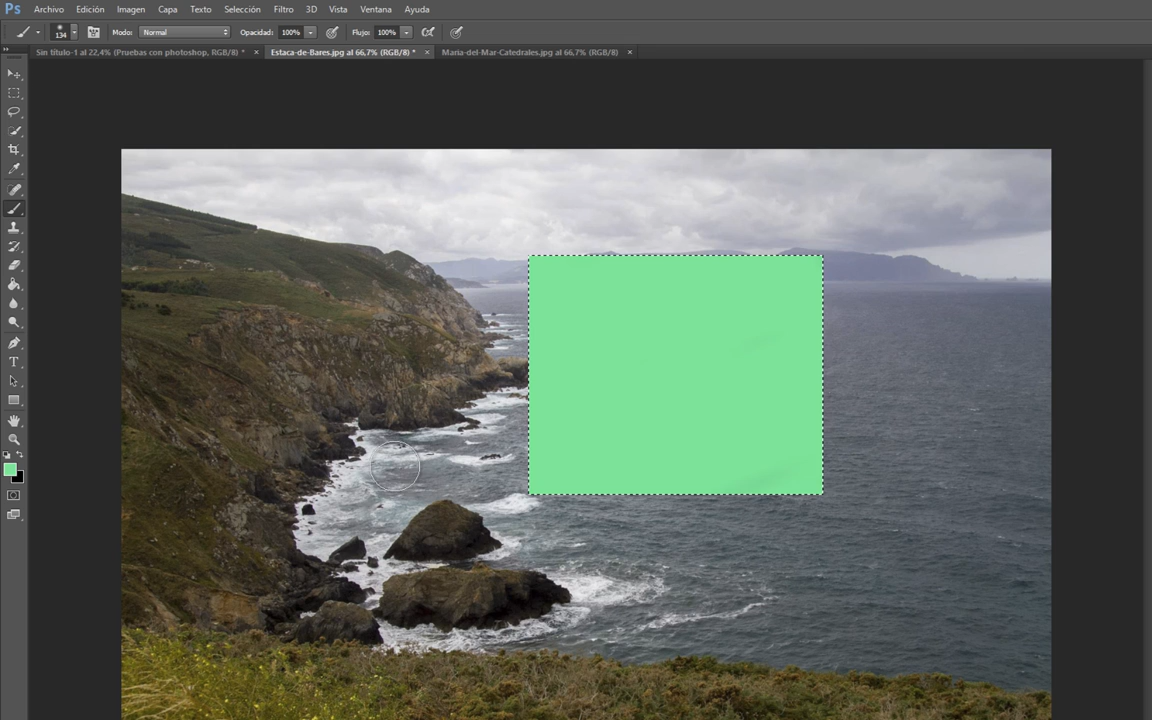 Ps Archivo Edición Imagen Capa Texto Selección Filtro 3D Vista Ventana Ayuda
134 Modo: Normal Opacidad: 100% Flujo: 100%
Sin título-1 al 22,4% (Pruebas con photoshop, RGB/8) * × Estaca-de-Bares.jpg al 66,7% (RGB/8) * × Maria-del-Mar-Catedrales.jpg al 66,7% (RGB/8) ×
T